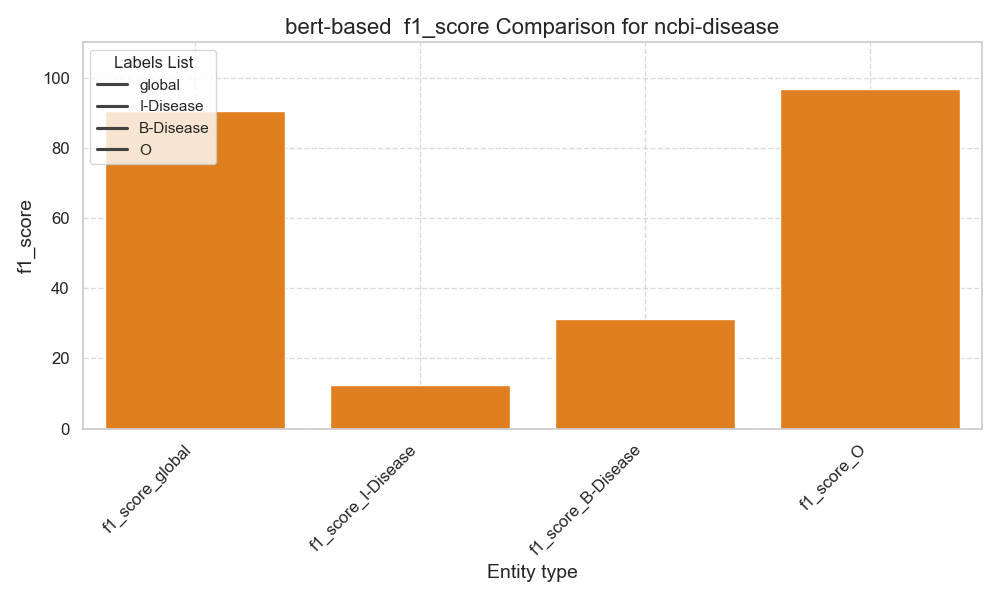 bert-based  f1_score Comparison for ncbi-disease
Labels List
global
I-Disease
B-Disease
O
f1_score
100
80
60
40
20
0
f1_score_global
f1_score_I-Disease
f1_score_B-Disease
f1_score_O
Entity type